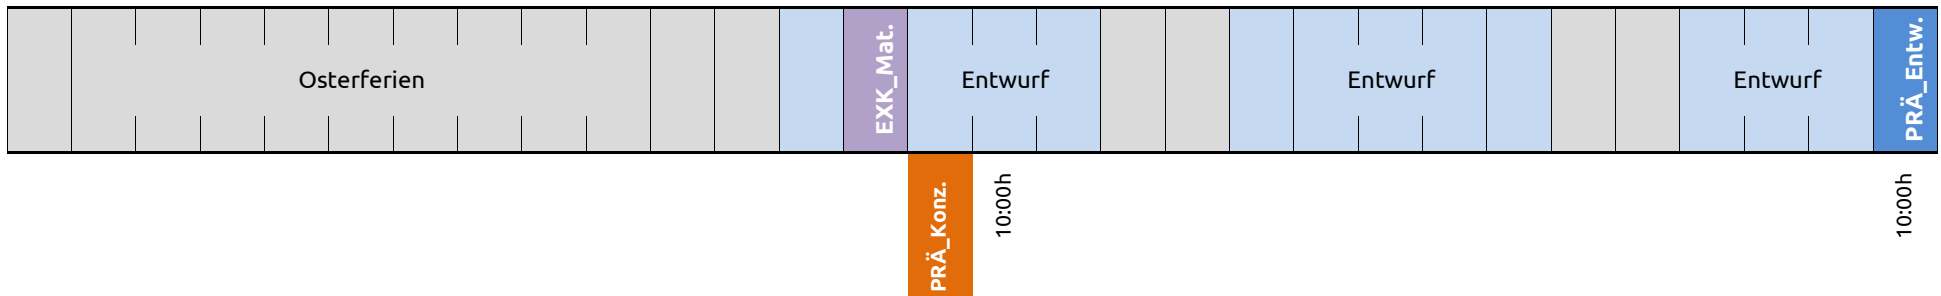 Osterferien
EXK_Mat.
Entwurf
Entwurf
Entwurf
PRÄ_Entw.
PRÄ_Konz.
10:00h
10:00h